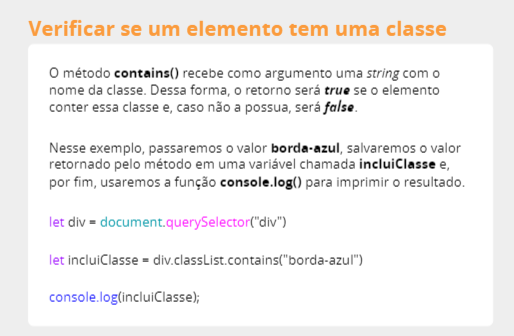 Verificar se um elemento tem uma classe
O método contains() recebe como argumento uma string com o
nome da classe. Dessa forma, o retorno será true se o elemento
conter essa classe e, caso não a possua, será false.
Nesse exemplo, passaremos o valor borda-azul, salvaremos o valor
retornado pelo método em uma variável chamada incluiClasse e,
por fim, usaremos a função console.log() para imprimir o resultado.
let div = document.querySelector("div")
let incluiClasse = div.classList.contains("borda-azul")
console.log(incluiClasse);